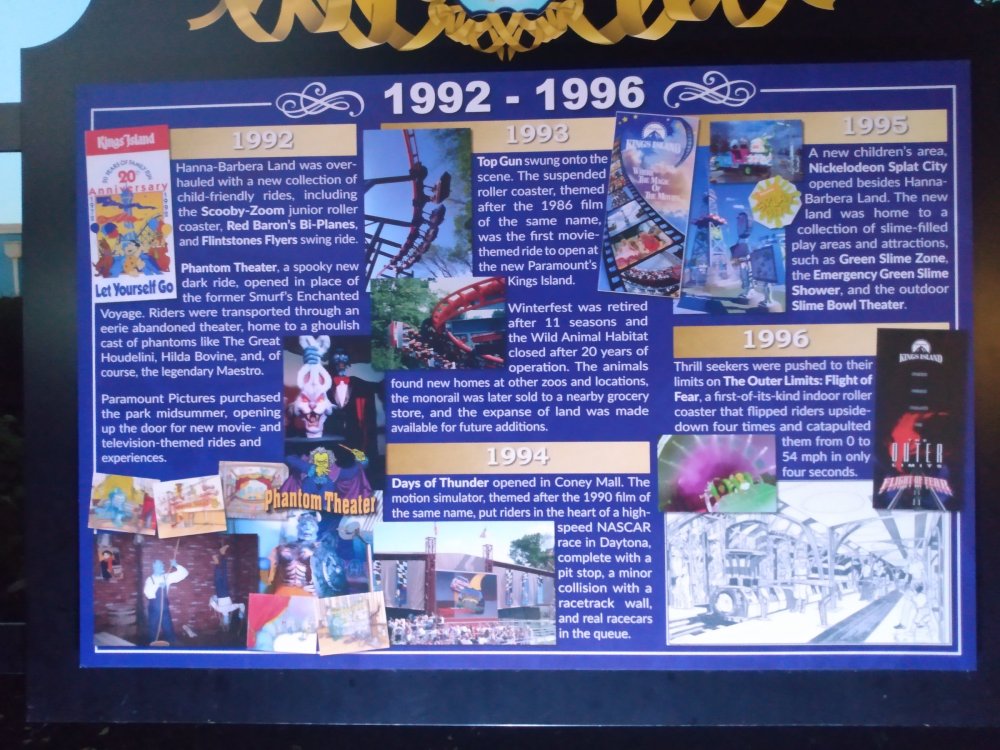 1992 - 1996
1992
Kings Island
20
Anniversary
Let Yourself Go
Hanna-Barbera Land was over-
hauled with a new collection of
child-friendly rides, including
the Scooby-Zoom junior roller
coaster, Red Baron's Bi-Planes,
and Flintstones Flyers swing ride.
Phantom Theater, a spooky new
dark ride, opened in place of
the former Smurf's Enchanted
Voyage. Riders were transported through an
eerie abandoned theater, home to a ghoulish
cast of phantoms like The Great
Houdelini, Hilda Bovine, and, of
course, the legendary Maestro.
Paramount Pictures purchased
the park midsummer, opening
up the door for new movie- and
television-themed rides and
experiences.
Phantom Theater
1993
Top Gun swung onto the
scene. The suspended
roller coaster, themed
after the 1986 film
of the same name,
was the first movie-
themed ride to open at
the new Paramount's
Kings Island.
Winterfest was retired
after 11 seasons and
the Wild Animal Habitat
closed after 20 years of
operation. The animals
found new homes at other zoos and locations,
the monorail was later sold to a nearby grocery
store, and the expanse of land was made
available for future additions.
KINGS ISLAND
1994
Days of Thunder opened in Coney Mall. The
motion simulator, themed after the 1990 film of
the same name, put riders in the heart of a high-
speed NASCAR
race in Daytona,
complete with a
pit stop, a minor
collision with a
racetrack wall,
and real racecars
in the queue.
1995
A new children's area,
Nickelodeon Splat City
opened besides Hanna-
Barbera Land. The new
land was home to a
collection of slime-filled
play areas and attractions,
such as Green Slime Zone,
the Emergency Green Slime
Shower, and the outdoor
Slime Bowl Theater.
1996
Thrill seekers were pushed to their
limits on The Outer Limits: Flight of
Fear, a first-of-its-kind indoor roller
coaster that flipped riders upside-
down four times and catapulted
them from 0 to
54 mph in only
four seconds.
KINGS ISLAND
THE
OUTER
LIMITS
FLIGHT OF FEAR